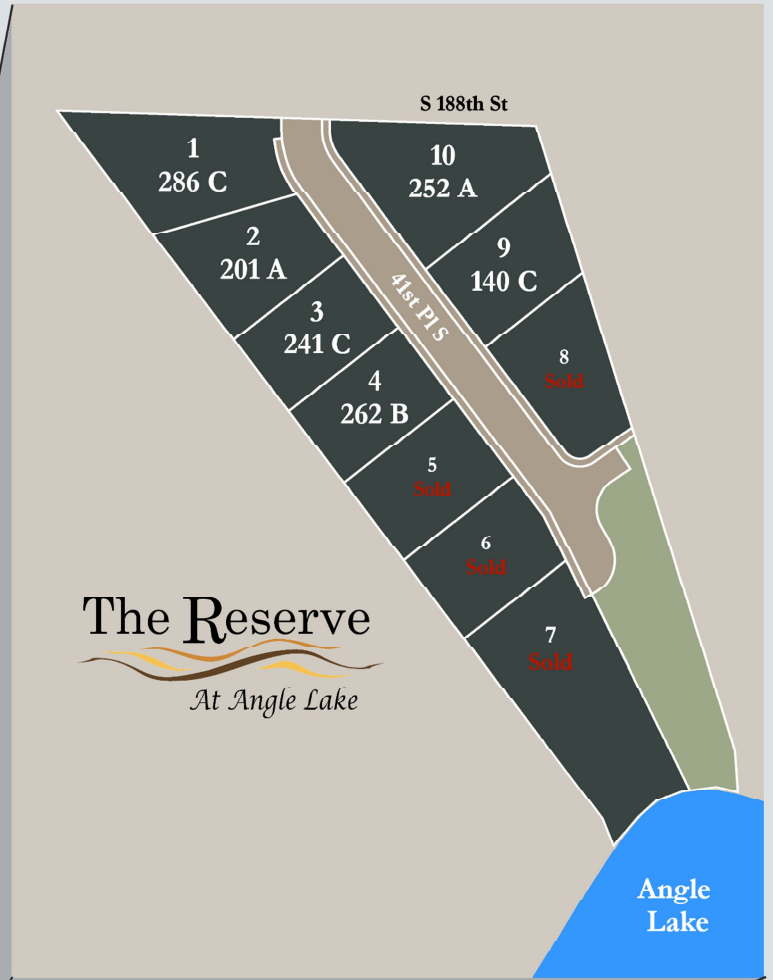 S 188th St
1
286 C
10
252 A
2
201 A
9
140 C
3
241 C
41st Pl S
8
Sold
4
262 B
5
Sold
6
Sold
7
Sold
The Reserve
At Angle Lake
Angle
Lake